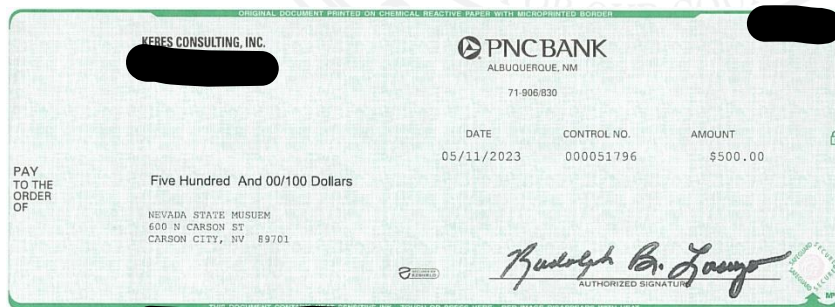 ORIGINAL DOCUMENT PRINTED ON CHEMICAL REACTIVE PAPER WITH MICROPRINTED BORDER
KERES CONSULTING, INC.
PNCBANK
ALBUQUERQUE, NM
71-906/830
DATE CONTROL NO. AMOUNT
05/11/2023 000051796 $500.00
PAY
TO THE
ORDER
OF
Five Hundred And 00/100 Dollars
NEVADA STATE MUSUEM
600 N CARSON ST
CARSON CITY, NV 89701
Rudolph B.
AUTHORIZED SIGNATURE